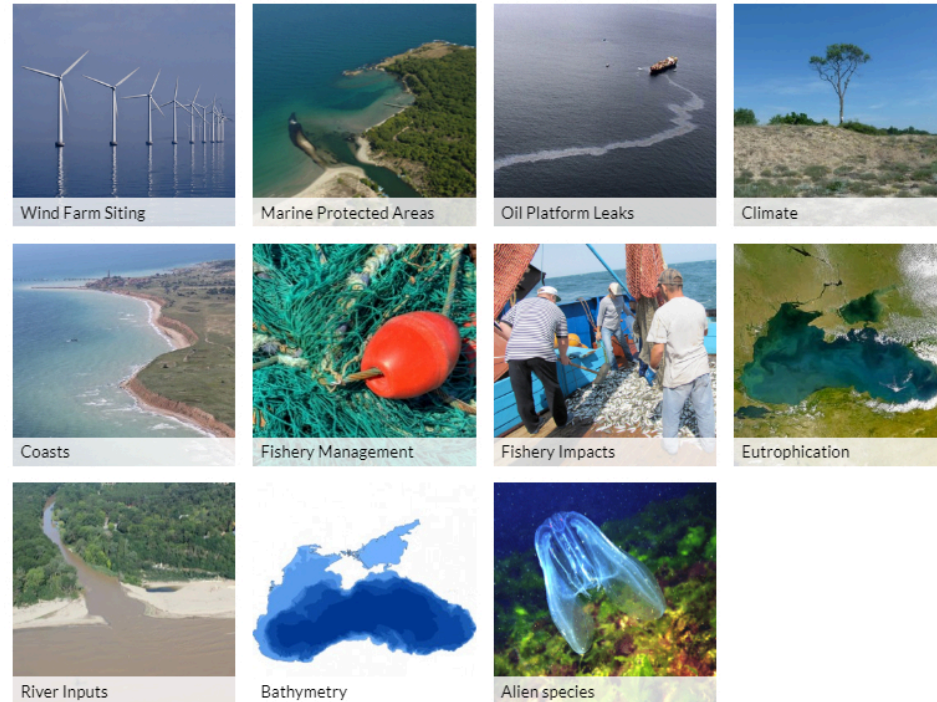 Wind Farm Siting
Marine Protected Areas
Oil Platform Leaks
Climate
Coasts
Fishery Management
Fishery Impacts
Eutrophication
River Inputs
Bathymetry
Alien species